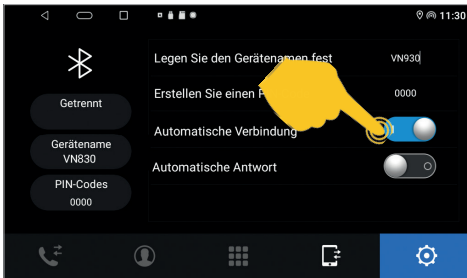 11:30
Legen Sie den Gerätenamen fest
VN930
Getrennt
Erstellen Sie einen
0000
Gerätename
VN830
Automatische Verbindung
PIN-Codes
0000
Automatische Antwort